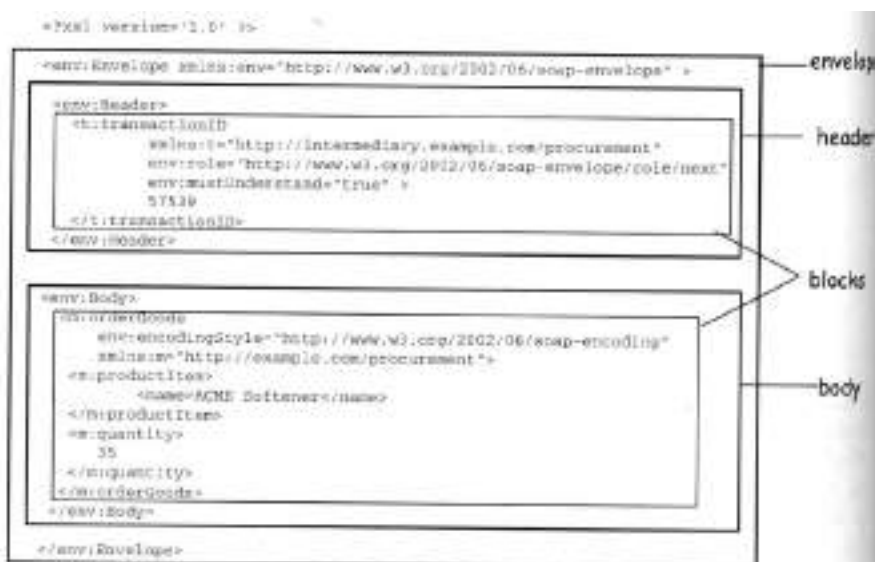 <?xml version='1.0' ?>
<env:Envelope xmlns:env="http://www.w3.org/2002/06/soap-envelope" >
envelop
<env:Header>
<t:transactionID
xmlns:t="http://intermediary.example.com/procurement"
header
env:role="http://www.w3.org/2002/06/soap-envelope/role/next"
env:mustUnderstand="true" >
57539
</t:transactionID>
</env:Header>
blocks
<env:Body>
<m:orderGoods
env:encodingStyle="http://www.w3.org/2002/06/soap-encoding"
xmlns:m="http://example.com/procurement">
<m:productItem>
body
<name>ACME Softener</name>
</m:productItem>
<m:quantity>
35
</m:quantity>
</m:orderGoods>
</env:Body>
</env:Envelope>